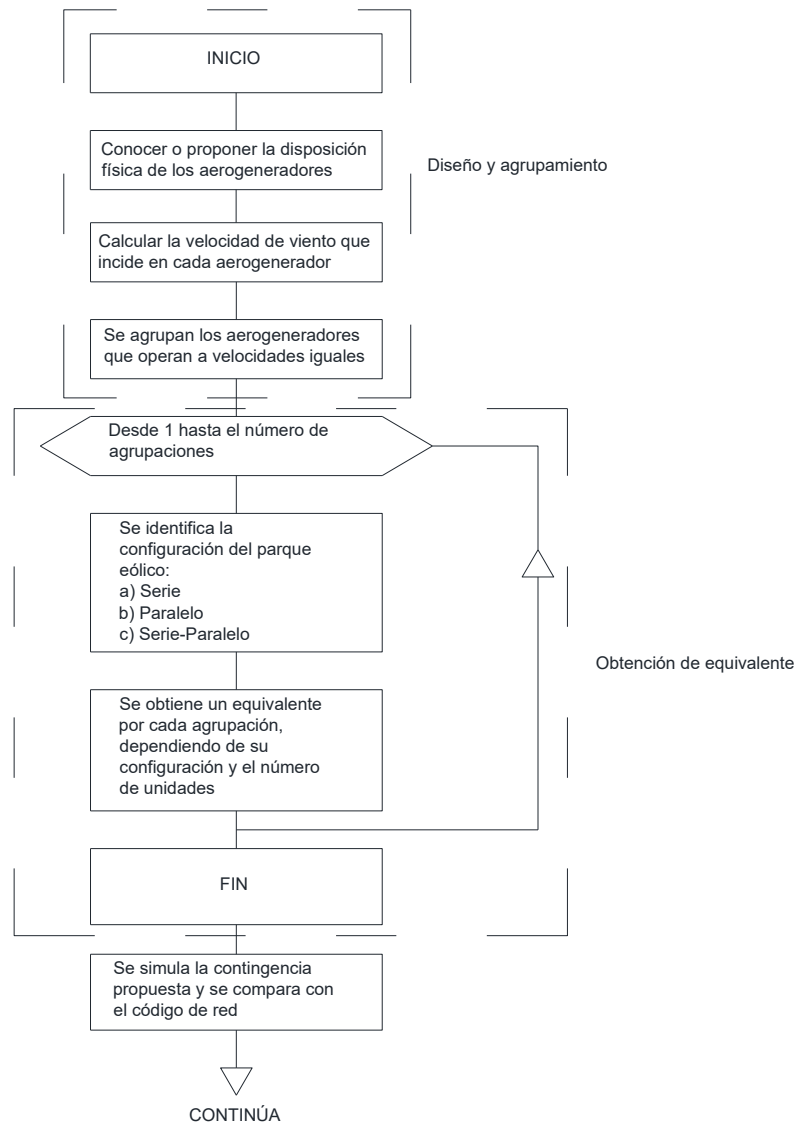 INICIO
Conocer o proponer la disposición
física de los aerogeneradores
Diseño y agrupamiento
Calcular la velocidad de viento que
incide en cada aerogenerador
Se agrupan los aerogeneradores
que operan a velocidades iguales
Desde 1 hasta el número de
agrupaciones
Se identifica la
configuración del parque
eólico:
a) Serie
b) Paralelo
c) Serie-Paralelo
Obtención de equivalente
Se obtiene un equivalente
por cada agrupación,
dependiendo de su
configuración y el número
de unidades
FIN
Se simula la contingencia
propuesta y se compara con
el código de red
CONTINÚA